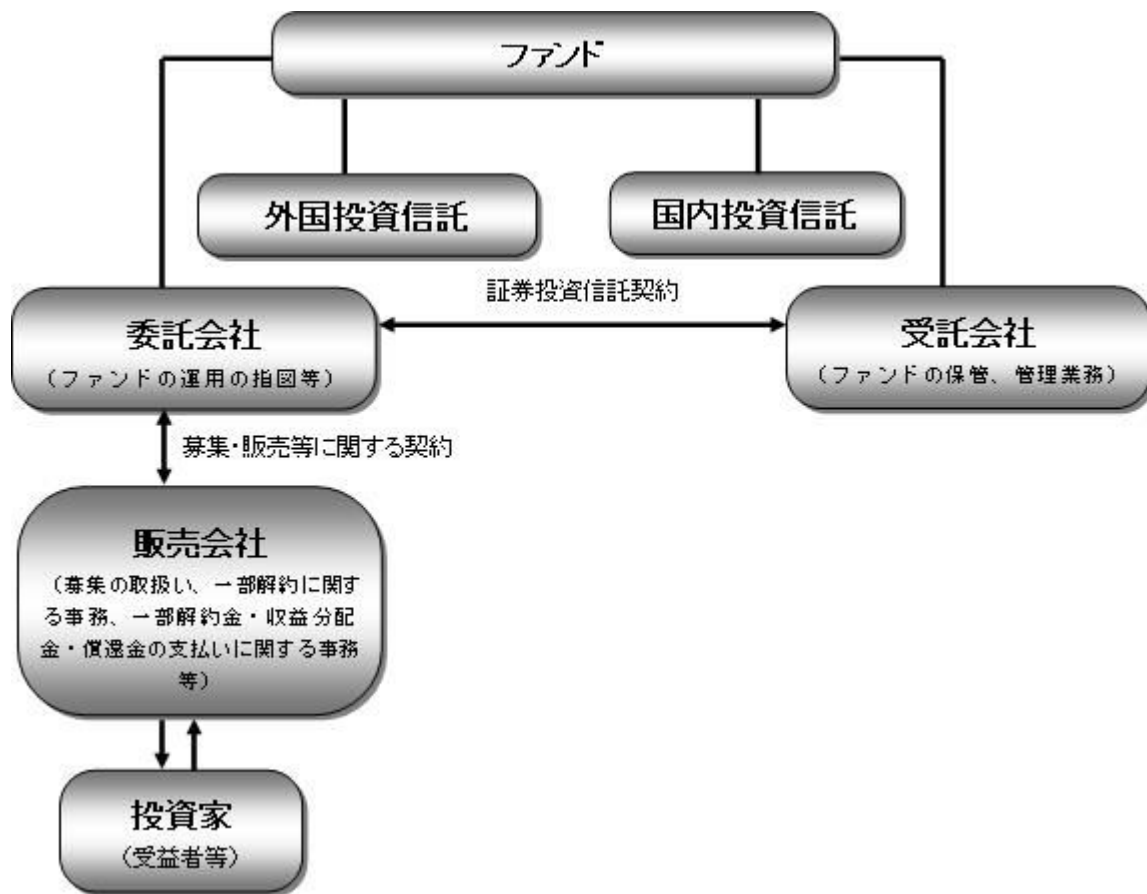 ファンド
外国投資信託
国内投資信託
証券投資信託契約
委託会社
（ファンドの運用の指図等）
受託会社
（ファンドの保管、管理業務）
募集・販売等に関する契約
販売会社
（募集の取扱い、一部解約に関す
る事務、一部解約金・収益分配
金・償還金の支払いに関する事務
等）
投資家
（受益者等）